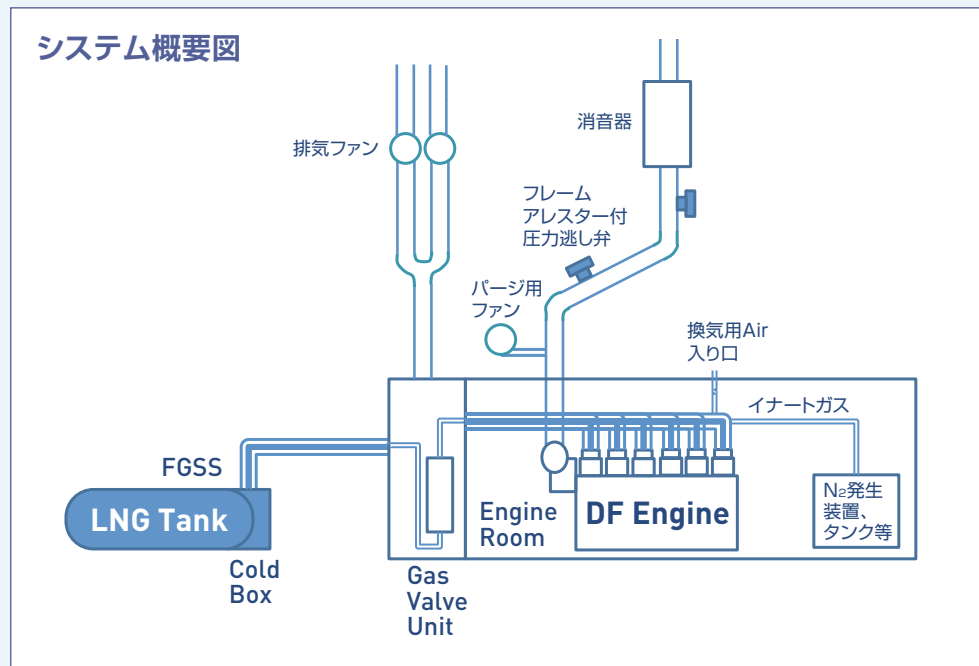 システム概要図
排気ファン
消音器
フレーム
アレスター付
圧力逃し弁
パージ用
ファン
換気用Air
入り口
イナートガス
FGSS
LNG Tank
Cold
Box
Gas
Valve
Unit
Engine
Room
DF Engine
N₂発生
装置、
タンク等